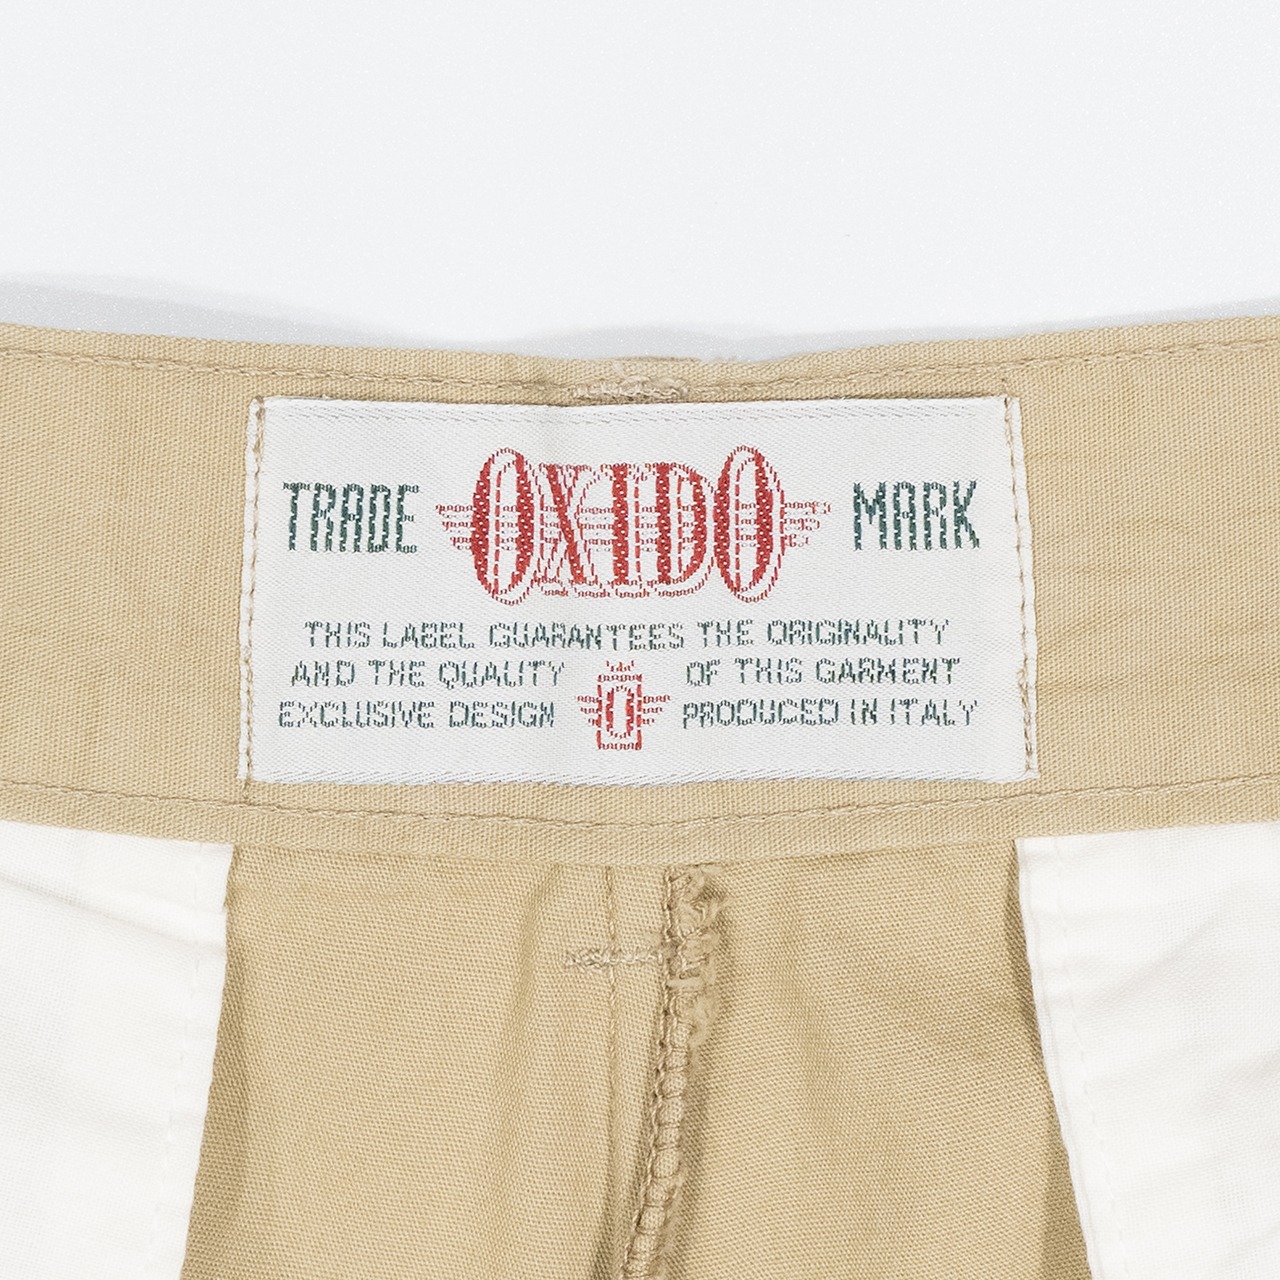 TRADE OXIDO MARK
THIS LABEL GUARANTEES THE ORIGINALITY
AND THE QUALITY OF THIS GARMENT
EXCLUSIVE DESIGN O PRODUCED IN ITALY